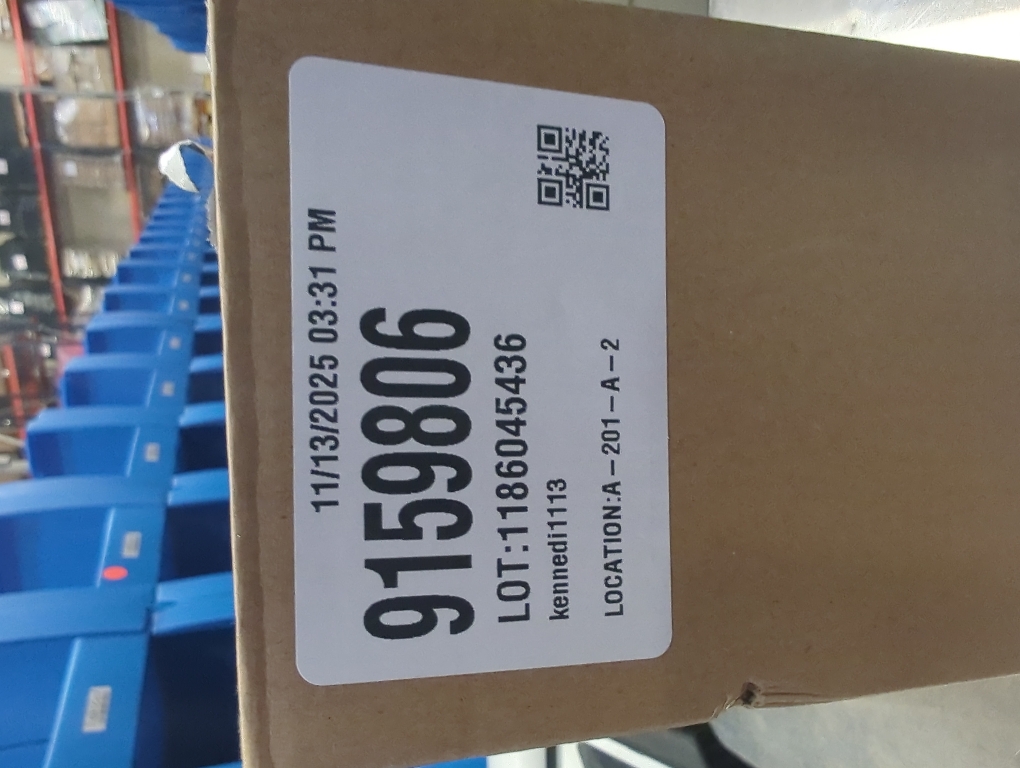 11/13/2025 03:31 PM
9159806
LOT:1186045436
kennedi1113
LOCATION:A-201-A-2